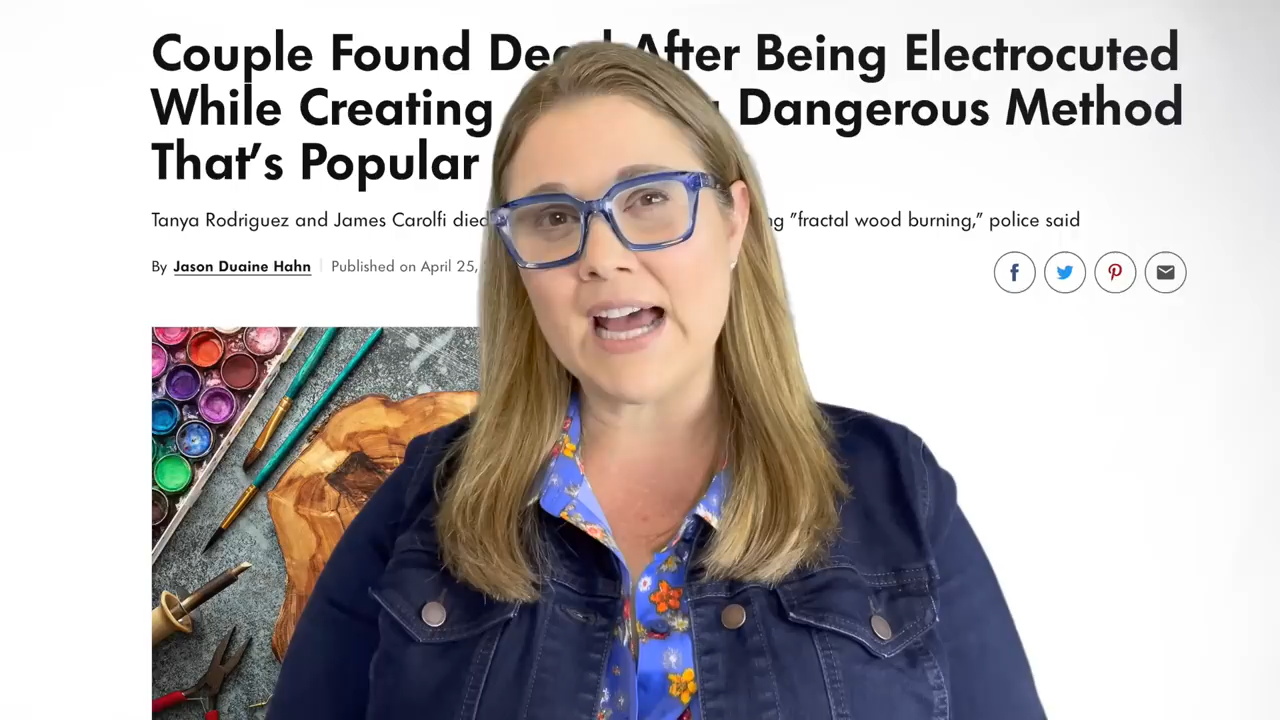 Couple Found After Being Electrocuted
While Creating Dangerous Method
That's Popular
Tanya Rodriguez and James Carolfi died "fractal wood burning," police said
By Jason Duaine Hahn Published on April 25,